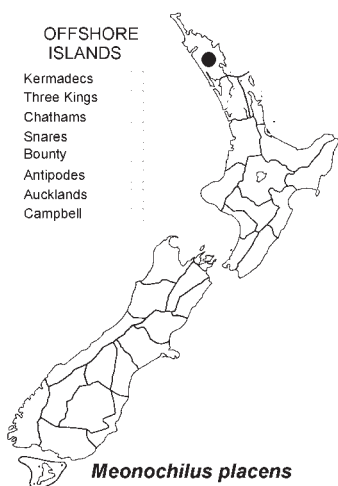 OFFSHORE
ISLANDS
Kermadecs
Three Kings
Chathams
Snares
Bounty
Antipodes
Aucklands
Campbell
Meonochilus placens